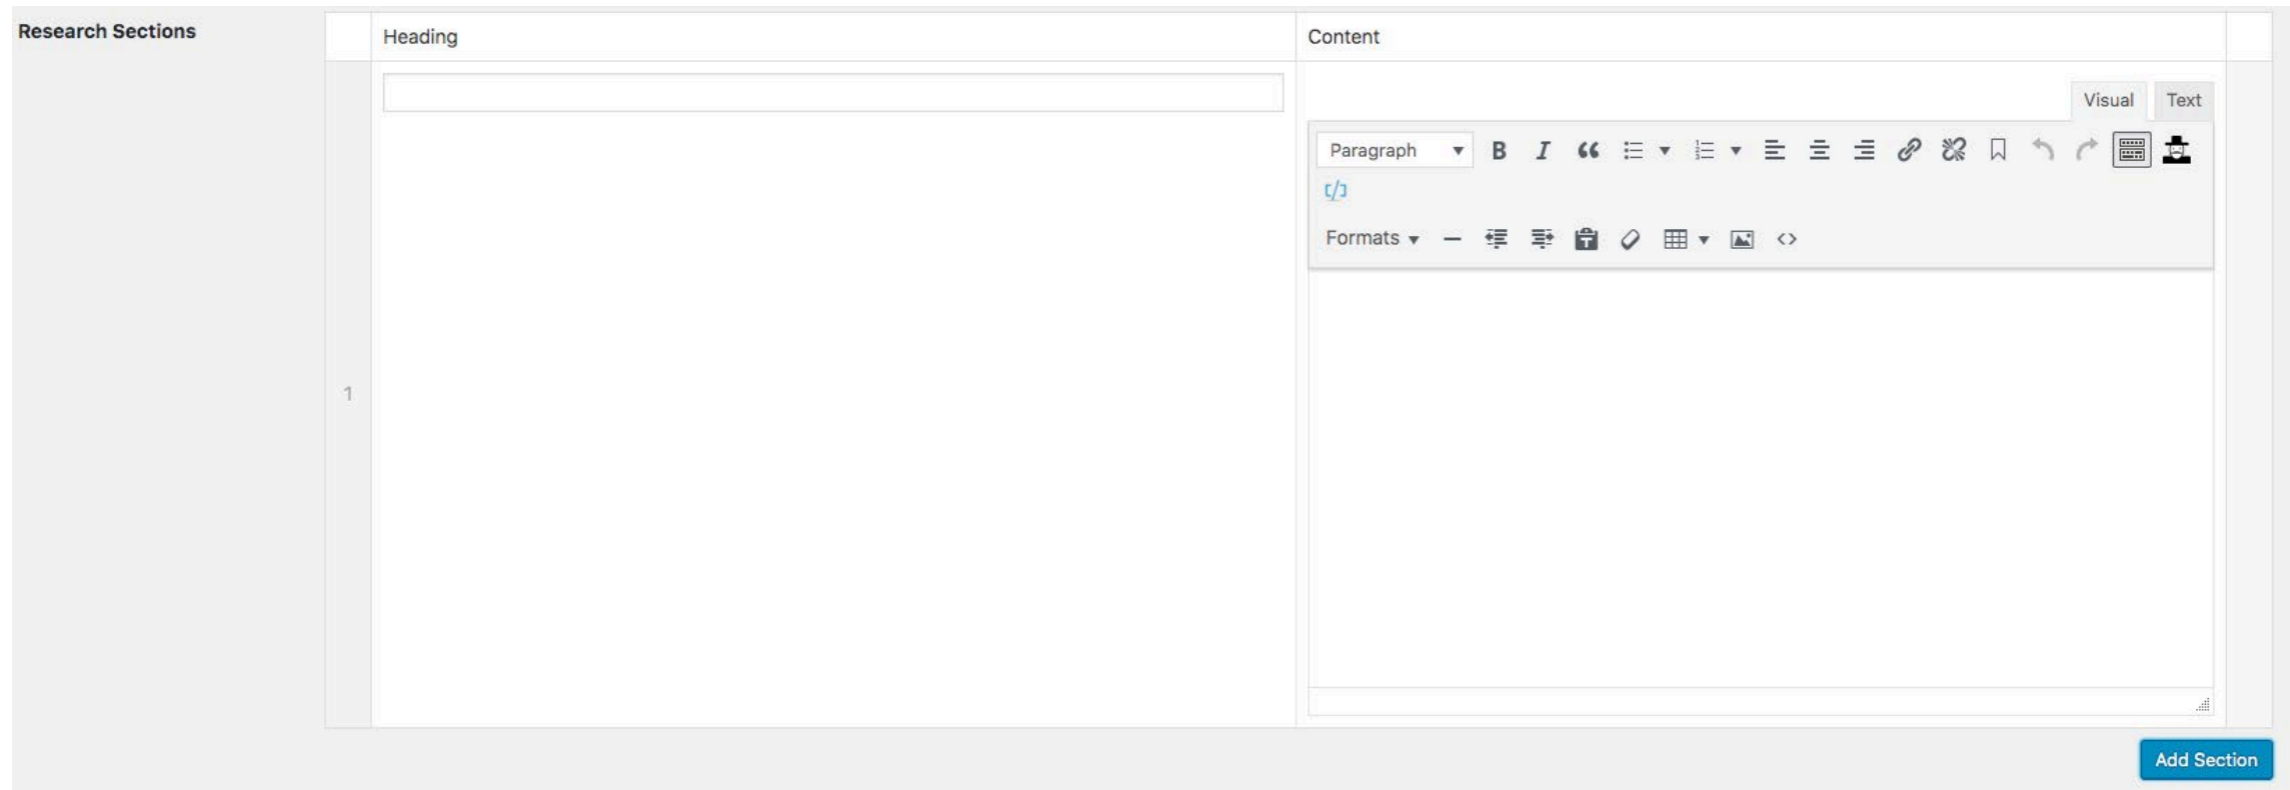 Research Sections
Heading
Content
Visual
Text
Paragraph
Formats
1
Add Section